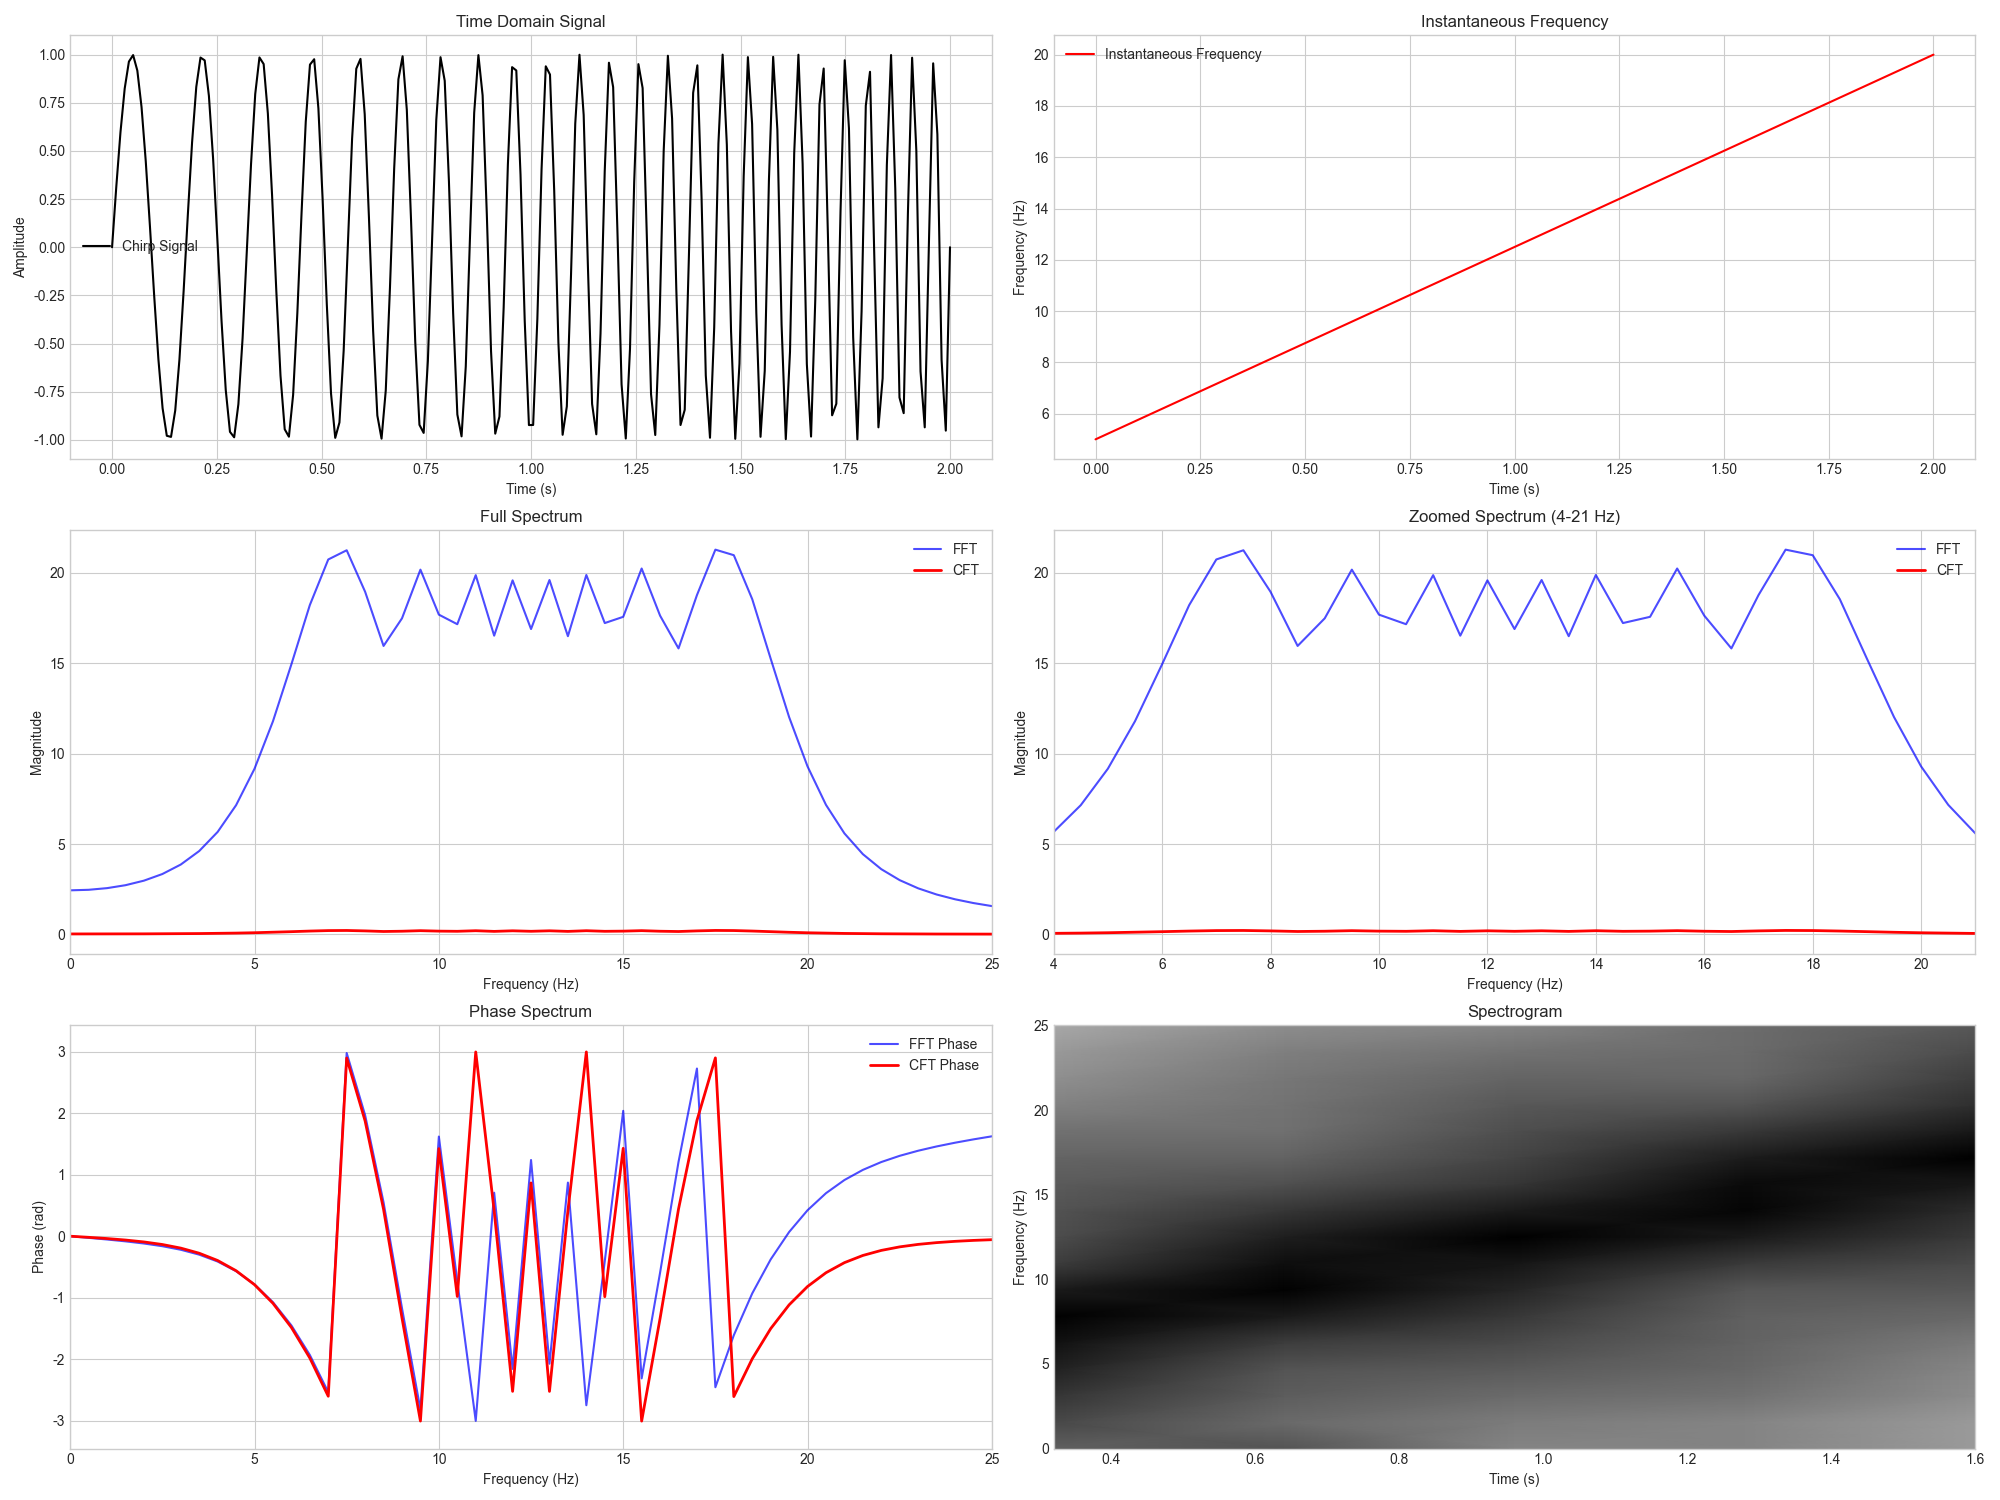 Time Domain Signal
Amplitude
1.00
0.75
0.50
0.25
0.00
-0.25
-0.50
-0.75
-1.00
Chirp Signal
0.00 0.25 0.50 0.75 1.00 1.25 1.50 1.75 2.00
Time (s)
Instantaneous Frequency
Frequency (Hz)
20
18
16
14
12
10
8
6
Instantaneous Frequency
0.00 0.25 0.50 0.75 1.00 1.25 1.50 1.75 2.00
Time (s)
Full Spectrum
Magnitude
20
15
10
5
0
FFT
CFT
0 5 10 15 20 25
Frequency (Hz)
Zoomed Spectrum (4-21 Hz)
Magnitude
20
15
10
5
0
FFT
CFT
4 6 8 10 12 14 16 18 20
Frequency (Hz)
Phase Spectrum
Phase (rad)
3
2
1
0
-1
-2
-3
FFT Phase
CFT Phase
0 5 10 15 20 25
Frequency (Hz)
Spectrogram
Frequency (Hz)
25
20
15
10
5
0
0.4 0.6 0.8 1.0 1.2 1.4 1.6
Time (s)